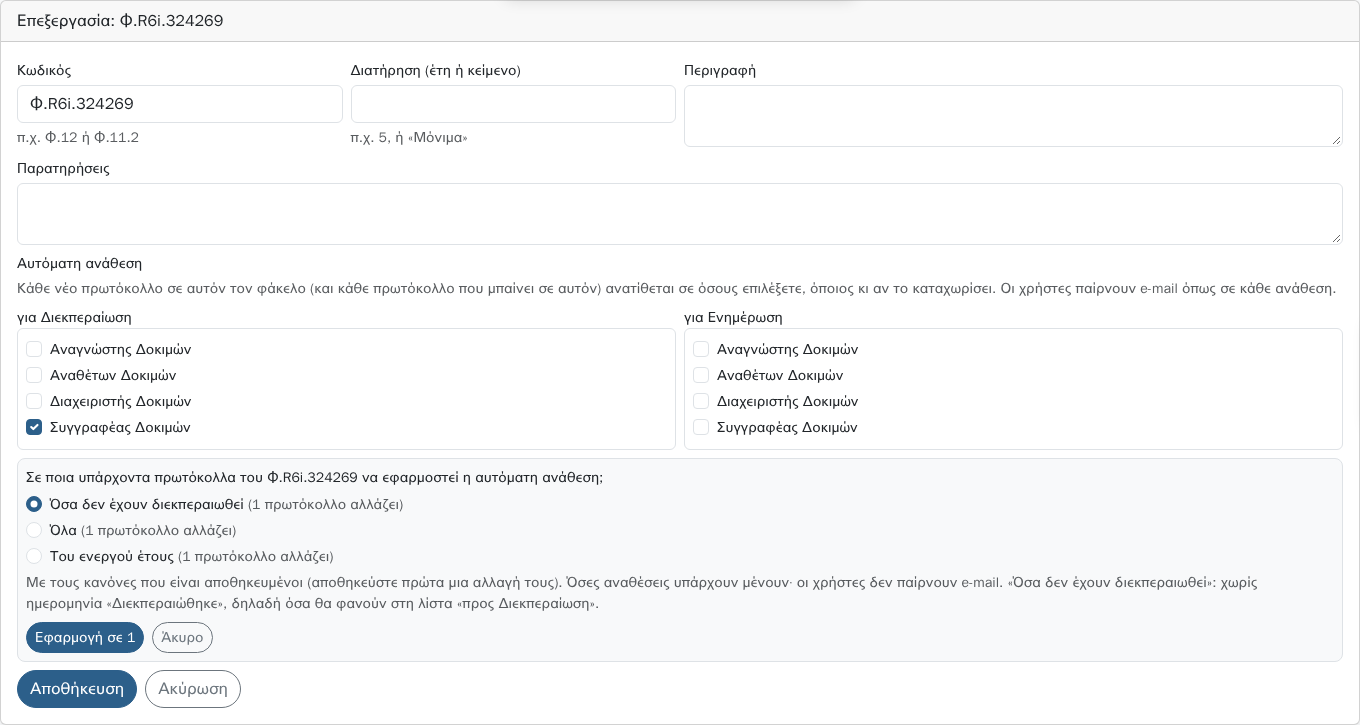 Επεξεργασία: Φ.R6i.324269
Κωδικός
Διατήρηση (έτη ή κείμενο)
Περιγραφή
Φ.R6i.324269
π.χ. Φ.12 ή Φ.11.2
π.χ. 5, ή «Μόνιμα»
Παρατηρήσεις
Αυτόματη ανάθεση
Κάθε νέο πρωτόκολλο σε αυτόν τον φάκελο (και κάθε πρωτόκολλο που μπαίνει σε αυτόν) ανατίθεται σε όσους επιλέξετε, όποιος κι αν το καταχωρίσει. Οι χρήστες παίρνουν e-mail όπως σε κάθε ανάθεση.
για Διεκπεραίωση
Αναγνώστης Δοκιμών
Αναθέτων Δοκιμών
Διαχειριστής Δοκιμών
Συγγραφέας Δοκιμών
για Ενημέρωση
Αναγνώστης Δοκιμών
Αναθέτων Δοκιμών
Διαχειριστής Δοκιμών
Συγγραφέας Δοκιμών
Σε ποια υπάρχοντα πρωτόκολλα του Φ.R6i.324269 να εφαρμοστεί η αυτόματη ανάθεση;
Όσα δεν έχουν διεκπεραιωθεί (1 πρωτόκολλο αλλάζει)
Όλα (1 πρωτόκολλο αλλάζει)
Του ενεργού έτους (1 πρωτόκολλο αλλάζει)
Με τους κανόνες που είναι αποθηκευμένοι (αποθηκεύστε πρώτα μια αλλαγή τους). Όσες αναθέσεις υπάρχουν μένουν· οι χρήστες δεν παίρνουν e-mail. «Όσα δεν έχουν διεκπεραιωθεί»: χωρίς
ημερομηνία «Διεκπεραιώθηκε», δηλαδή όσα θα φανούν στη λίστα «προς Διεκπεραίωση».
Εφαρμογή σε 1
Άκυρο
Αποθήκευση
Ακύρωση